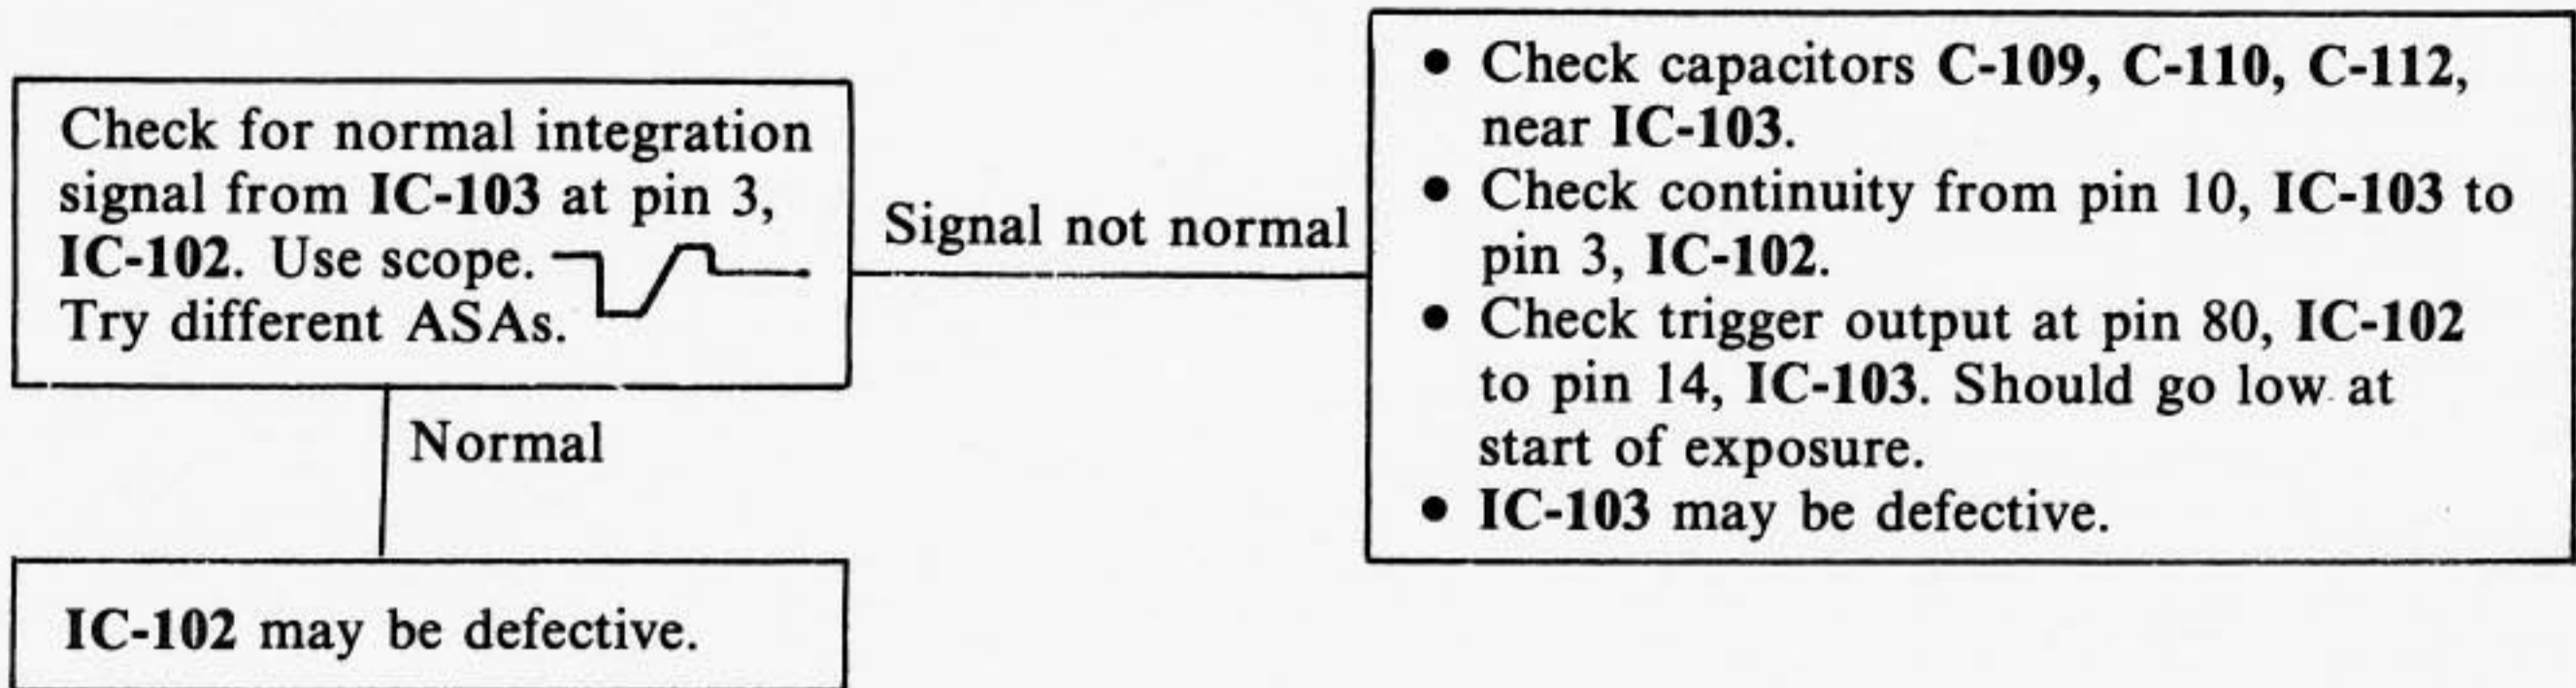 Check for normal integration
signal from IC-103 at pin 3,
IC-102. Use scope.
Try different ASAs.
Signal not normal
• Check capacitors C-109, C-110, C-112,
near IC-103.
• Check continuity from pin 10, IC-103 to
pin 3, IC-102.
• Check trigger output at pin 80, IC-102
to pin 14, IC-103. Should go low at
start of exposure.
• IC-103 may be defective.
Normal
IC-102 may be defective.